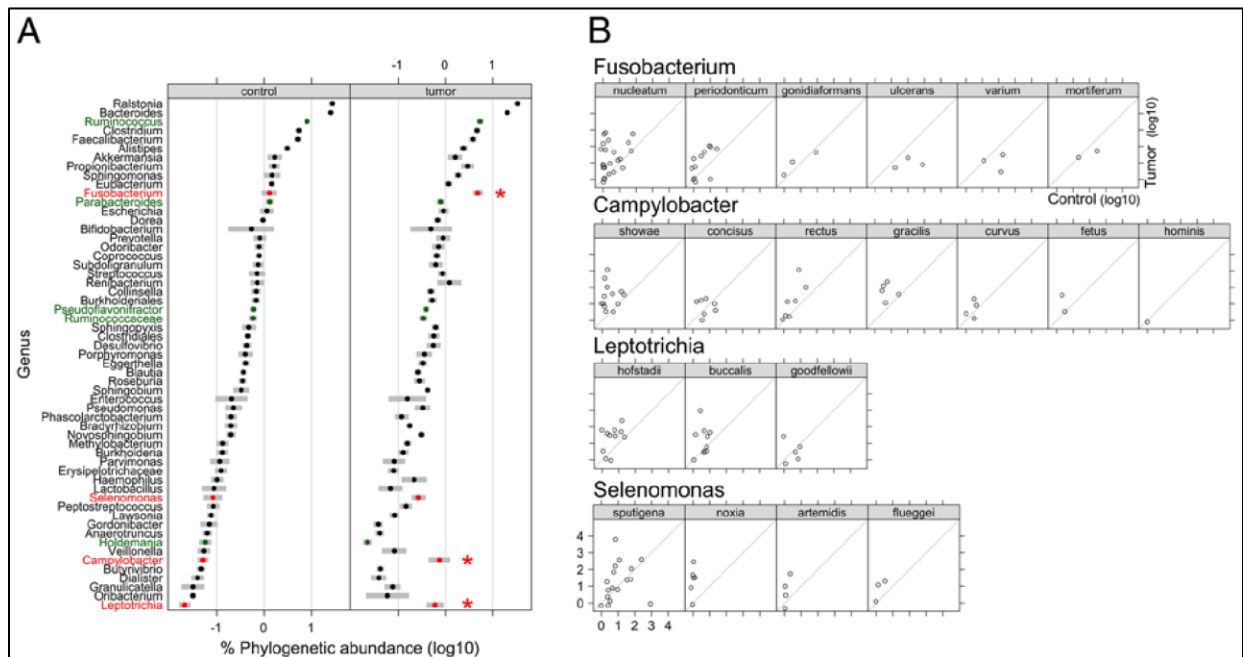 A
-1 0 1
control tumor
Ralstonia
Bacteroides
Ruminococcus
Clostridium
Faecalibacterium
Alistipes
Akkermansia
Propionibacterium
Sphingomonas
Eubacterium
Fusobacterium *
Parabacteroides
Escherichia
Dorea
Bifidobacterium
Prevotella
Odoribacter
Coprococcus
Subdoligranulum
Streptococcus
Renibacterium
Collinsella
Burkholderiales
Pseudoflavonifractor
Ruminococcaceae
Sphingopyxis
Clostridiales
Desulfovibrio
Porphyromonas
Eggerthella
Blautia
Roseburia
Sphingobium
Enterococcus
Pseudomonas
Phascolarctobacterium
Bradyrhizobium
Novosphingobium
Methylobacterium
Burkholderia
Parvimonas
Erysipelotrichaceae
Haemophilus
Lactobacillus
Selenomonas
Peptostreptococcus
Lawsonia
Gordonibacter
Anaerotruncus
Holdemania
Veillonella
Campylobacter *
Butyrivibrio
Dialister
Granulicatella
Oribacterium
Leptotrichia *
Genus
-1 0 1
% Phylogenetic abundance (log10)
B
Fusobacterium
nucleatum periodonticum gonidiaformans ulcerans varium mortiferum
Tumor (log10)
Control (log10)
Campylobacter
showae concisus rectus gracilis curvus fetus hominis
Leptotrichia
hofstadii buccalis goodfellowii
Selenomonas
sputigena noxia artemidis flueggei
4
3
2
1
0
0 1 2 3 4